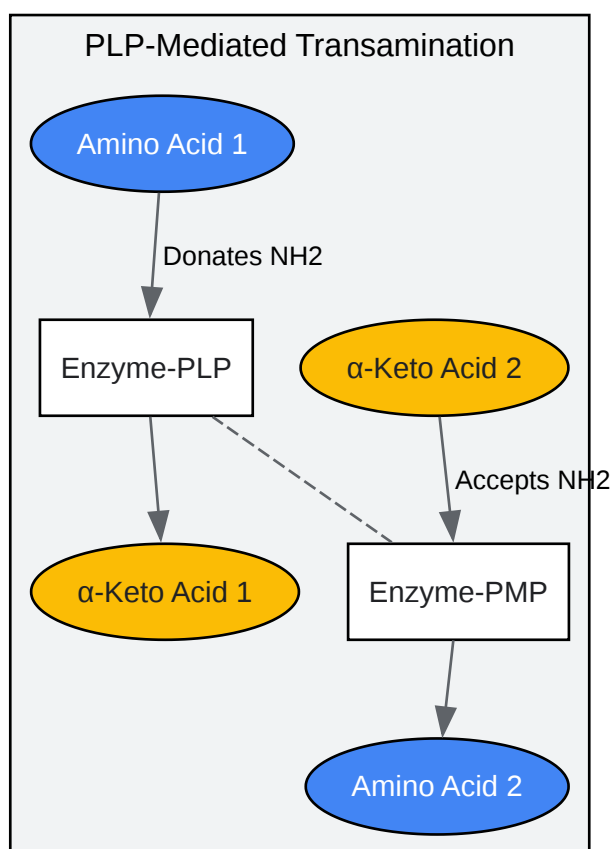 PLP-Mediated Transamination
Amino Acid 1
Donates NH2
Enzyme-PLP
α-Keto Acid 2
Accepts NH2
α-Keto Acid 1
Enzyme-PMP
Amino Acid 2